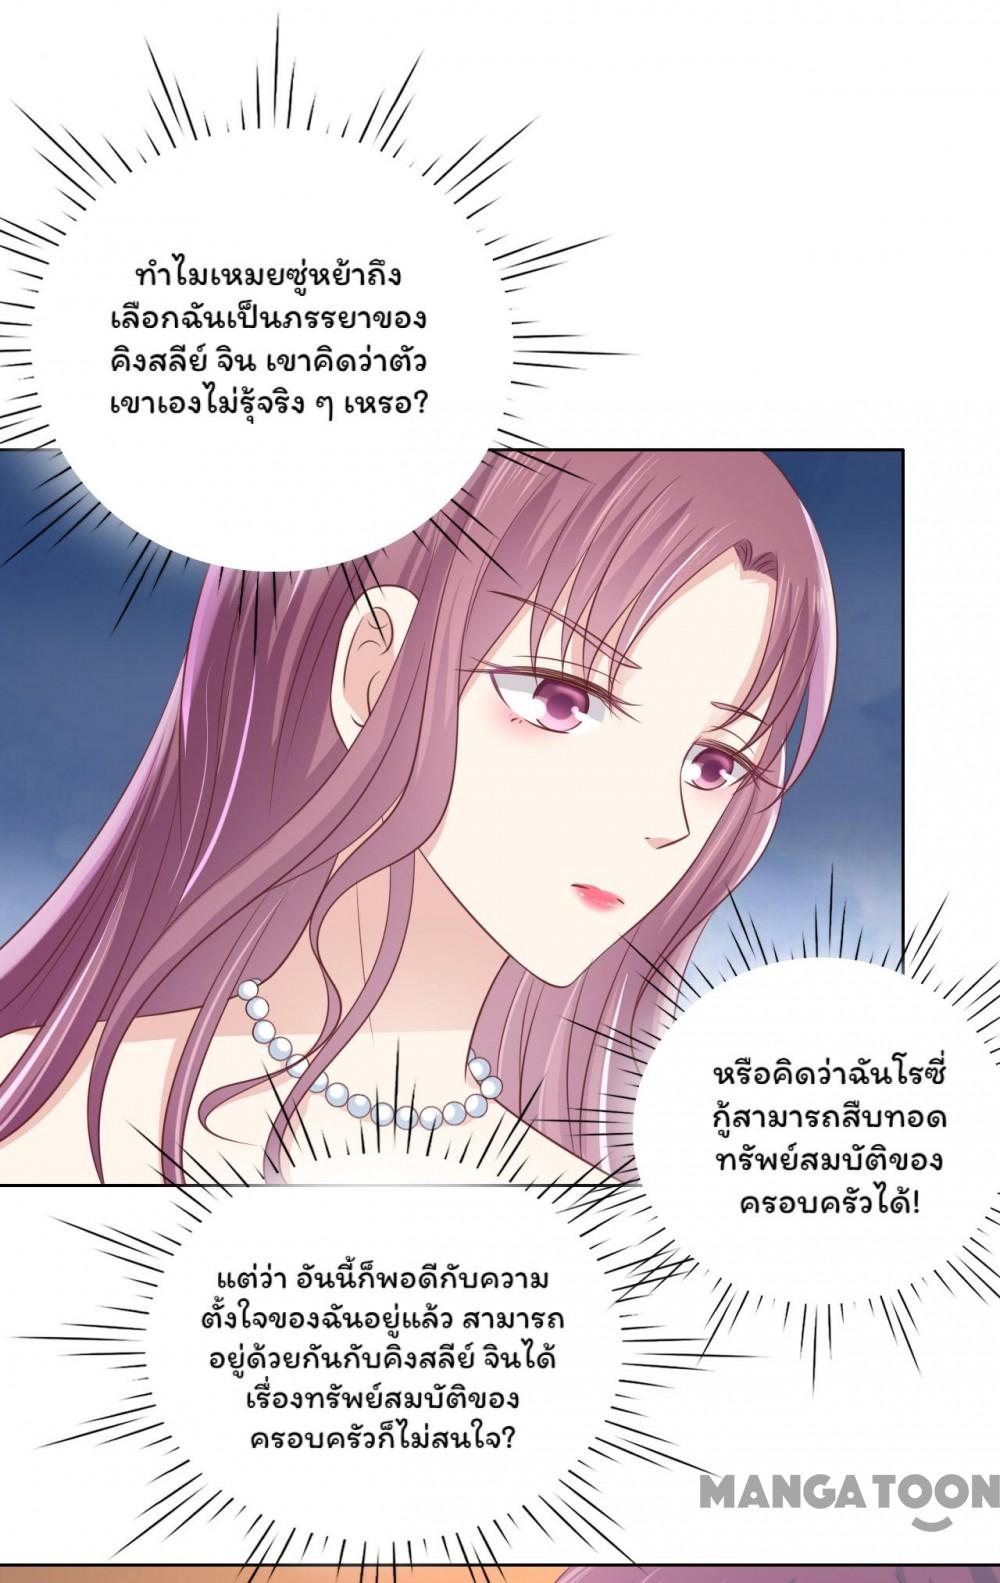 ทำไมเหมยซู่หย้าถึง
เลือกฉันเป็นภรรยาของ
คิงสลีย์ จิน เขาคิดว่าตัว
เขาเองไม่รุ้จริง ๆ เหรอ?
หรือคิดว่าฉันโรซี่
กู้สามารถสืบทอด
ทรัพย์สมบัติของ
ครอบครัวได้!
แต่ว่า อันนี้ก็พอดีกับความ
ตั้งใจของฉันอยู่แล้ว สามารถ
อยู่ด้วยกันกับคิงสลีย์ จินได้
เรื่องทรัพย์สมบัติของ
ครอบครัวก็ไม่สนใจ?
MANGATOON